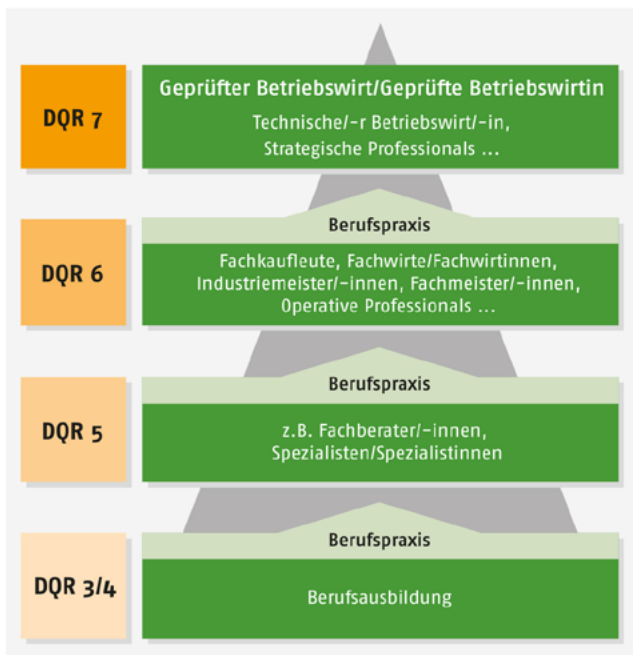 DQR 7
Geprüfter Betriebswirt/Geprüfte Betriebswirtin
Technische/-r Betriebswirt/-in,
Strategische Professionals ...
DQR 6
Berufspraxis
Fachkaufleute, Fachwirte/Fachwirtinnen,
Industriemeister/-innen, Fachmeister/-innen,
Operative Professionals ...
DQR 5
Berufspraxis
z.B. Fachberater/-innen,
Spezialisten/Spezialistinnen
DQR 3/4
Berufspraxis
Berufsausbildung